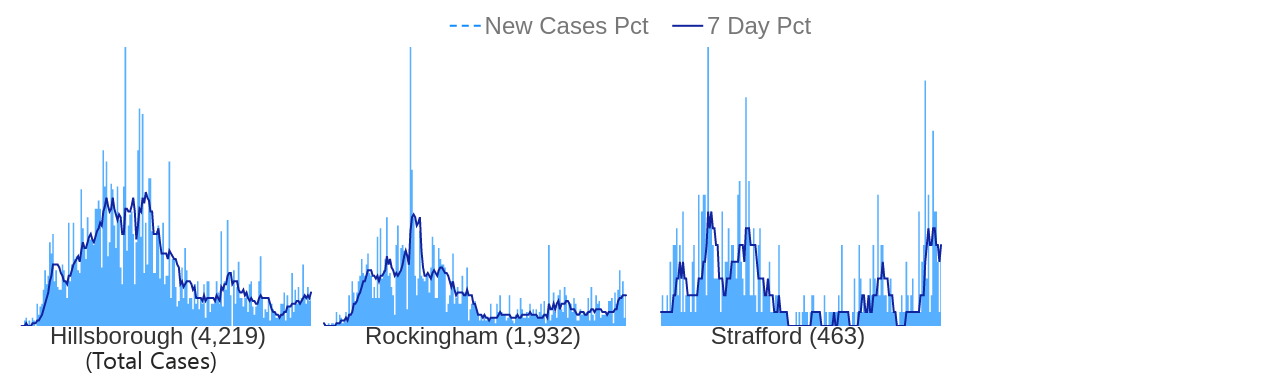 New Cases Pct 7 Day Pct
Hillsborough (4,219) Rockingham (1,932) Strafford (463)
(Total Cases)